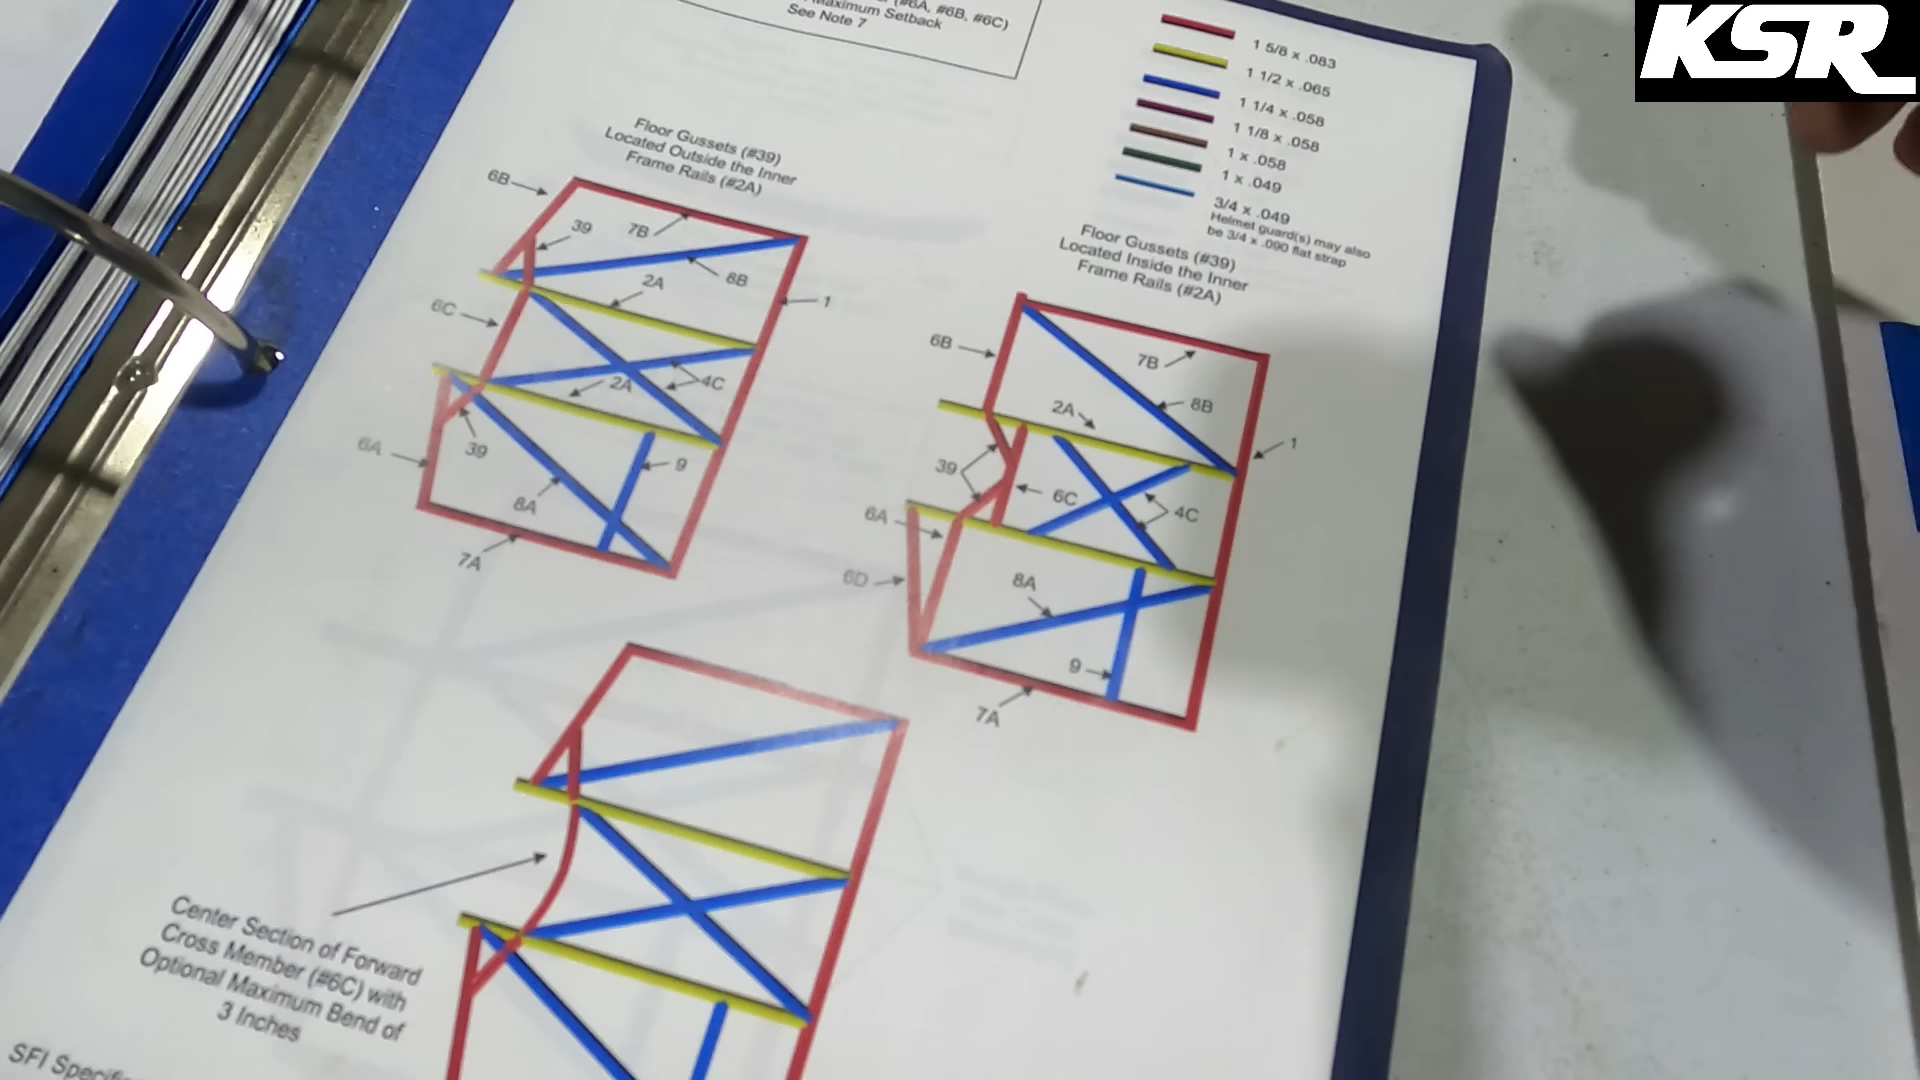 (#6A, #6B, #6C)
Maximum Setback
See Note 7
KSR
1 5/8 x .083
1 1/2 x .065
1 1/4 x .058
1 1/8 x .058
1 x .058
1 x .049
3/4 x .049
Helmet guard(s) may also
be 3/4 x .090 flat strap
Floor Gussets (#39)
Located Outside the Inner
Frame Rails (#2A)
6B
39
7B
8B
2A
1
6C
2A
4C
6A
39
9
8A
7A
Floor Gussets (#39)
Located Inside the Inner
Frame Rails (#2A)
6B
7B
8B
2A
1
39
6C
4C
6A
6D
8A
9
7A
Center Section of Forward
Cross Member (#6C) with
Optional Maximum Bend of
3 Inches
SFI